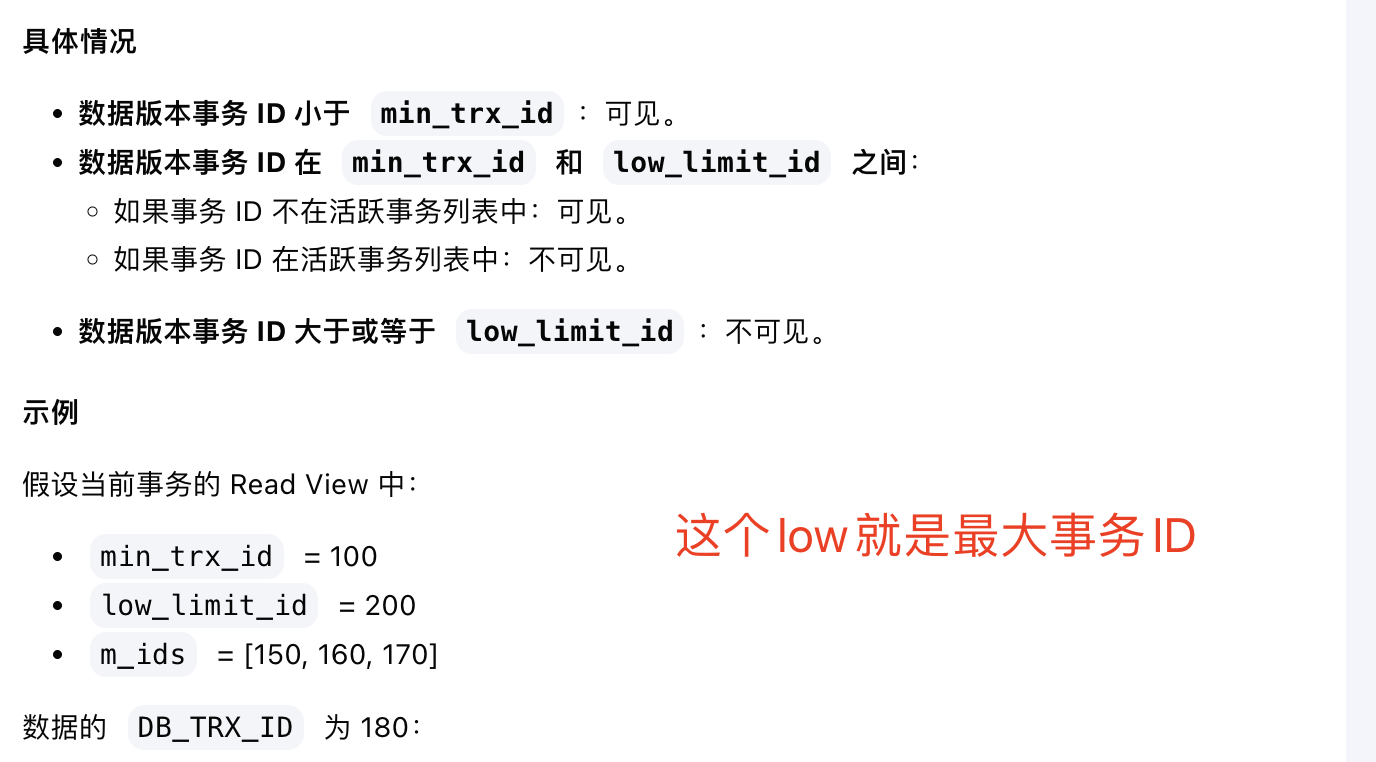 具体情况
数据版本事务 ID 小于 min_trx_id ：可见。
数据版本事务 ID 在 min_trx_id 和 low_limit_id 之间：
如果事务 ID 不在活跃事务列表中：可见。
如果事务 ID 在活跃事务列表中：不可见。
数据版本事务 ID 大于或等于 low_limit_id ：不可见。
示例
假设当前事务的 Read View 中：
这个low就是最大事务ID
min_trx_id = 100
low_limit_id = 200
m_ids = [150, 160, 170]
数据的 DB_TRX_ID 为 180：